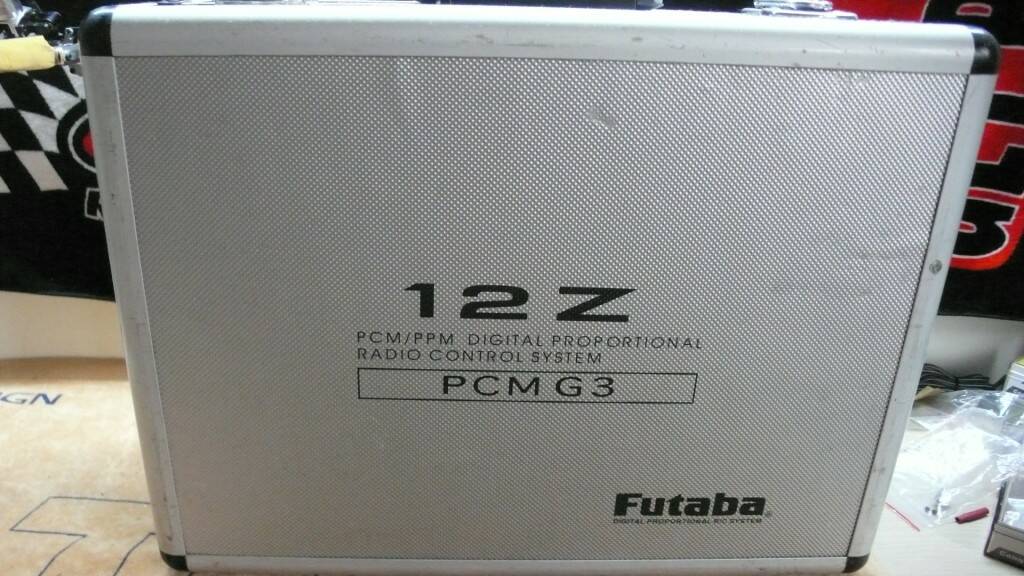 12Z
PCM/PPM DIGITAL PROPORTIONAL
RADIO CONTROL SYSTEM
PCM G3
Futaba
DIGITAL PROPORTIONAL R/C SYSTEM